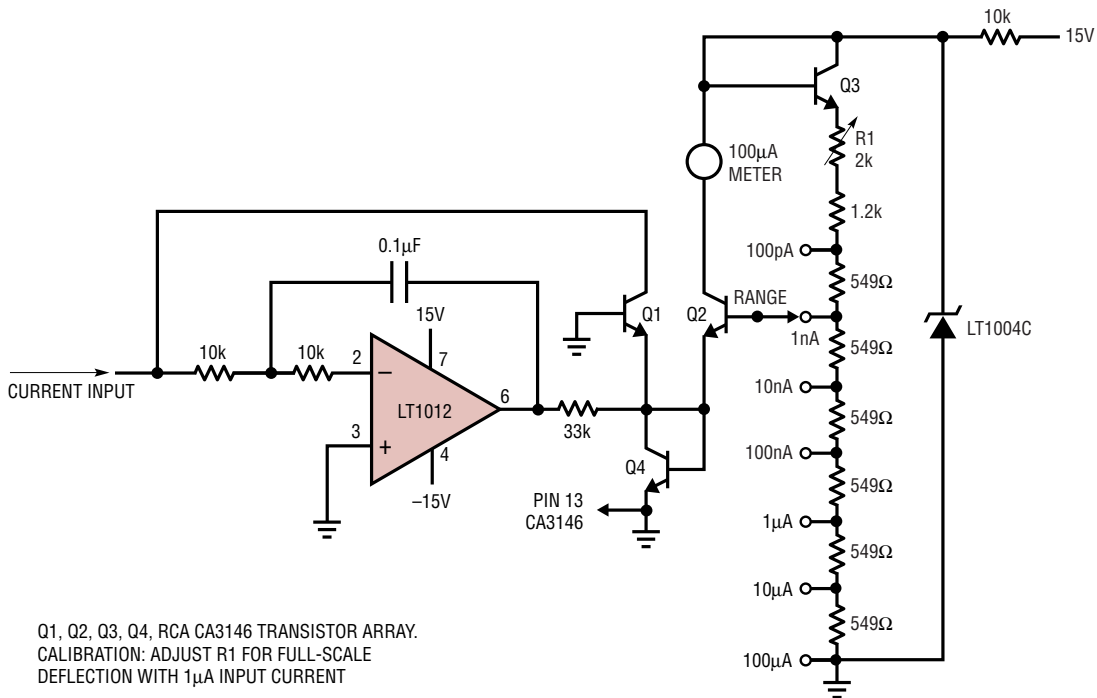 10k
15V
Q3
R1
2k
100µA
METER
1.2k
0.1µF
100pA
549Ω
15V
Q1
Q2
RANGE
1nA
LT1004C
10k
10k
2
7
549Ω
CURRENT INPUT
–
LT1012
6
33k
10nA
549Ω
3
+
4
–15V
Q4
100nA
549Ω
PIN 13
CA3146
1µA
549Ω
10µA
549Ω
100µA
Q1, Q2, Q3, Q4, RCA CA3146 TRANSISTOR ARRAY.
CALIBRATION: ADJUST R1 FOR FULL-SCALE
DEFLECTION WITH 1µA INPUT CURRENT